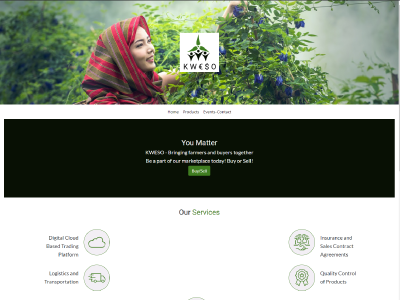 KW€SO
Home Products Events Contact
You Matter
KWESO - Bringing farmers and buyers together
Be a part of our marketplace today! Buy or Sell!
Buy/Sell
Our Services
Digital Cloud
Based Trading
Platform
Insurance and
Sales Contract
Agreements
Logistics and
Transportation
Quality Control
of Products